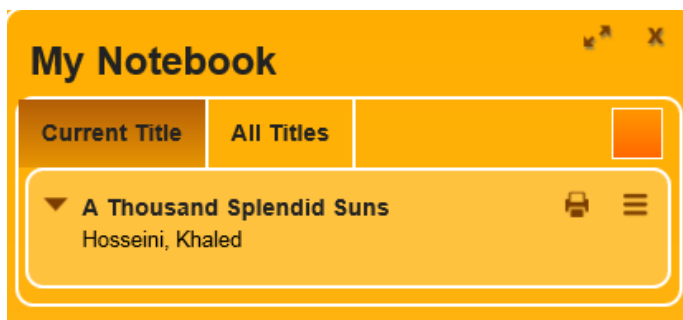 My Notebook
Current Title
All Titles
A Thousand Splendid Suns
Hosseini, Khaled